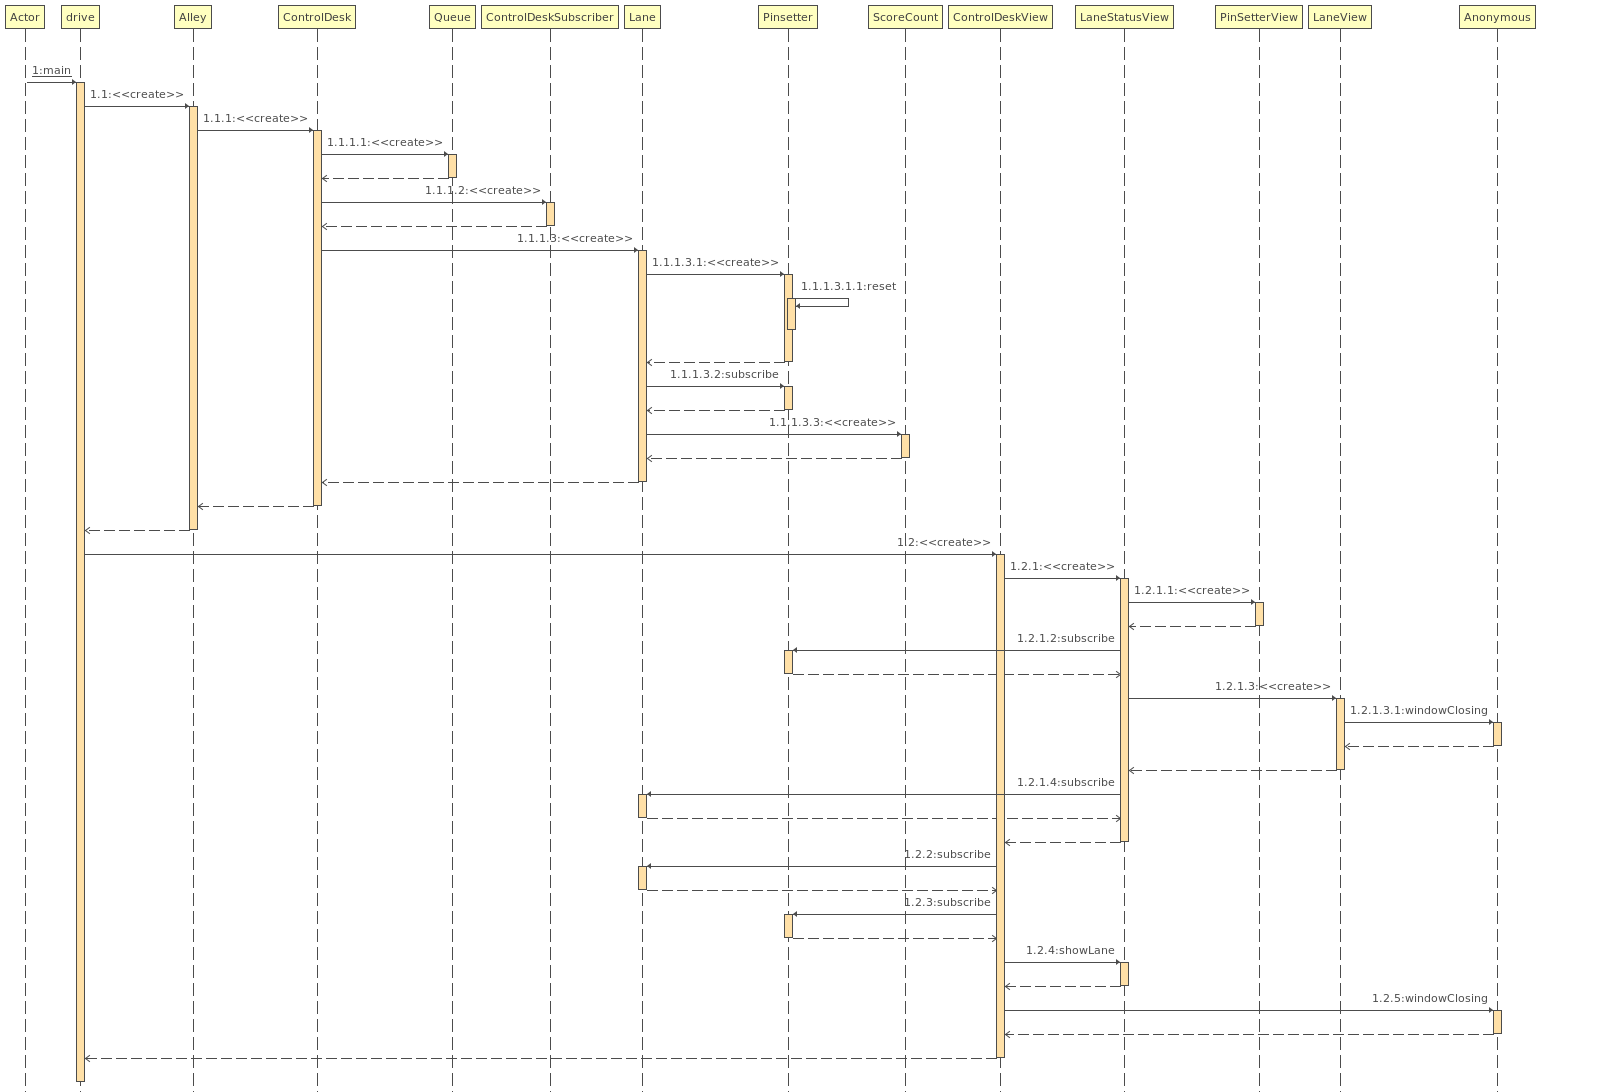 Actor
drive
Alley
ControlDesk
Queue
ControlDeskSubscriber
Lane
Pinsetter
ScoreCount
ControlDeskView
LaneStatusView
PinSetterView
LaneView
Anonymous
1:main
1.1:<<create>>
1.1.1:<<create>>
1.1.1.1:<<create>>
1.1.1.2:<<create>>
1.1.1.3:<<create>>
1.1.1.3.1:<<create>>
1.1.1.3.1.1:reset
1.1.1.3.2:subscribe
1.1.1.3.3:<<create>>
1.2:<<create>>
1.2.1:<<create>>
1.2.1.1:<<create>>
1.2.1.2:subscribe
1.2.1.3:<<create>>
1.2.1.3.1:windowClosing
1.2.1.4:subscribe
1.2.2:subscribe
1.2.3:subscribe
1.2.4:showLane
1.2.5:windowClosing